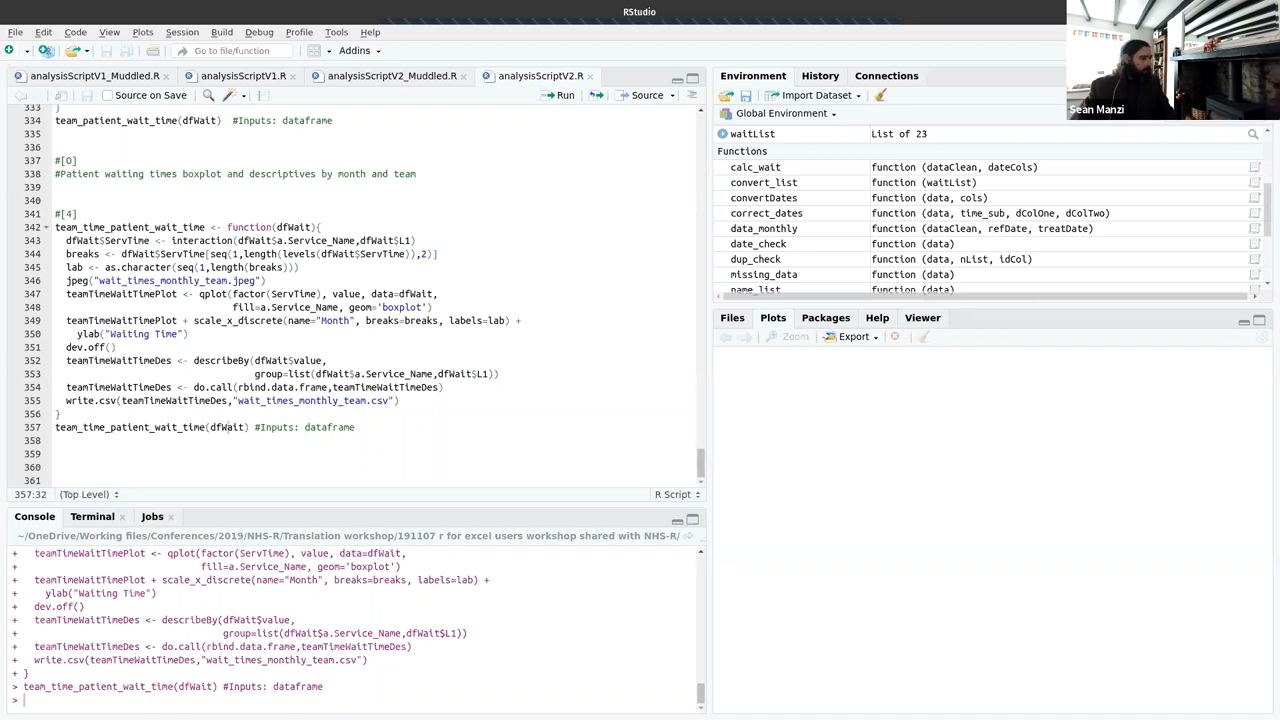 RStudio
File Edit Code View Plots Session Build Debug Profile Tools Help
Go to file/function Addins
analysisScriptV1_Muddled.R analysisScriptV1.R analysisScriptV2_Muddled.R analysisScriptV2.R
Source on Save Run Source
333 }
334 team_patient_wait_time(dfWait)  #Inputs: dataframe
335
336
337 #[O]
338 #Patient waiting times boxplot and descriptives by month and team
339
340
341 #[4]
342 team_time_patient_wait_time <- function(dfWait){
343   dfWait$ServTime <- interaction(dfWait$a.Service_Name,dfWait$L1)
344   breaks <- dfWait$ServTime[seq(1,length(levels(dfWait$ServTime)),2)]
345   lab <- as.character(seq(1,length(breaks)))
346   jpeg("wait_times_monthly_team.jpeg")
347   teamTimeWaitTimePlot <- qplot(factor(ServTime), value, data=dfWait,
348                                 fill=a.Service_Name, geom='boxplot')
349   teamTimeWaitTimePlot + scale_x_discrete(name="Month", breaks=breaks, labels=lab) +
350     ylab("Waiting Time")
351   dev.off()
352   teamTimeWaitTimeDes <- describeBy(dfWait$value,
353                                     group=list(dfWait$a.Service_Name,dfWait$L1))
354   teamTimeWaitTimeDes <- do.call(rbind.data.frame,teamTimeWaitTimeDes)
355   write.csv(teamTimeWaitTimeDes,"wait_times_monthly_team.csv")
356 }
357 team_time_patient_wait_time(dfWait) #Inputs: dataframe
358
359
360
361
357:32 (Top Level) R Script
Console Terminal Jobs
~/OneDrive/Working files/Conferences/2019/NHS-R/Translation workshop/191107 r for excel users workshop shared with NHS-R/
+   teamTimeWaitTimePlot <- qplot(factor(ServTime), value, data=dfWait,
+                                 fill=a.Service_Name, geom='boxplot')
+   teamTimeWaitTimePlot + scale_x_discrete(name="Month", breaks=breaks, labels=lab) +
+     ylab("Waiting Time")
+   dev.off()
+   teamTimeWaitTimeDes <- describeBy(dfWait$value,
+                                     group=list(dfWait$a.Service_Name,dfWait$L1))
+   teamTimeWaitTimeDes <- do.call(rbind.data.frame,teamTimeWaitTimeDes)
+   write.csv(teamTimeWaitTimeDes,"wait_times_monthly_team.csv")
+ }
> team_time_patient_wait_time(dfWait) #Inputs: dataframe
>
Environment History Connections
Import Dataset
Global Environment
waitList List of 23
Functions
calc_wait function (dataClean, dateCols)
convert_list function (waitList)
convertDates function (data, cols)
correct_dates function (data, time_sub, dColOne, dColTwo)
data_monthly function (dataClean, refDate, treatDate)
date_check function (data)
dup_check function (data, nList, idCol)
missing_data function (data)
name_list function (data)
Files Plots Packages Help Viewer
Zoom Export
Sean Manzi